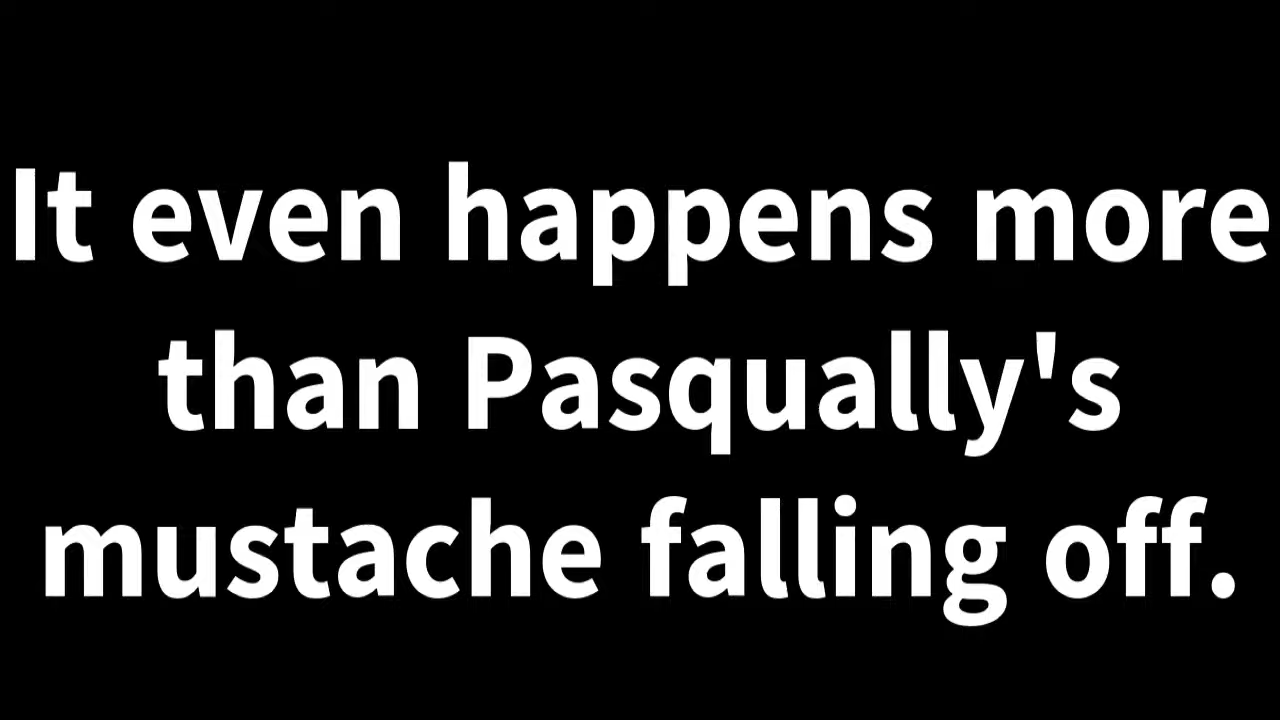 It even happens more
than Pasqually's
mustache falling off.